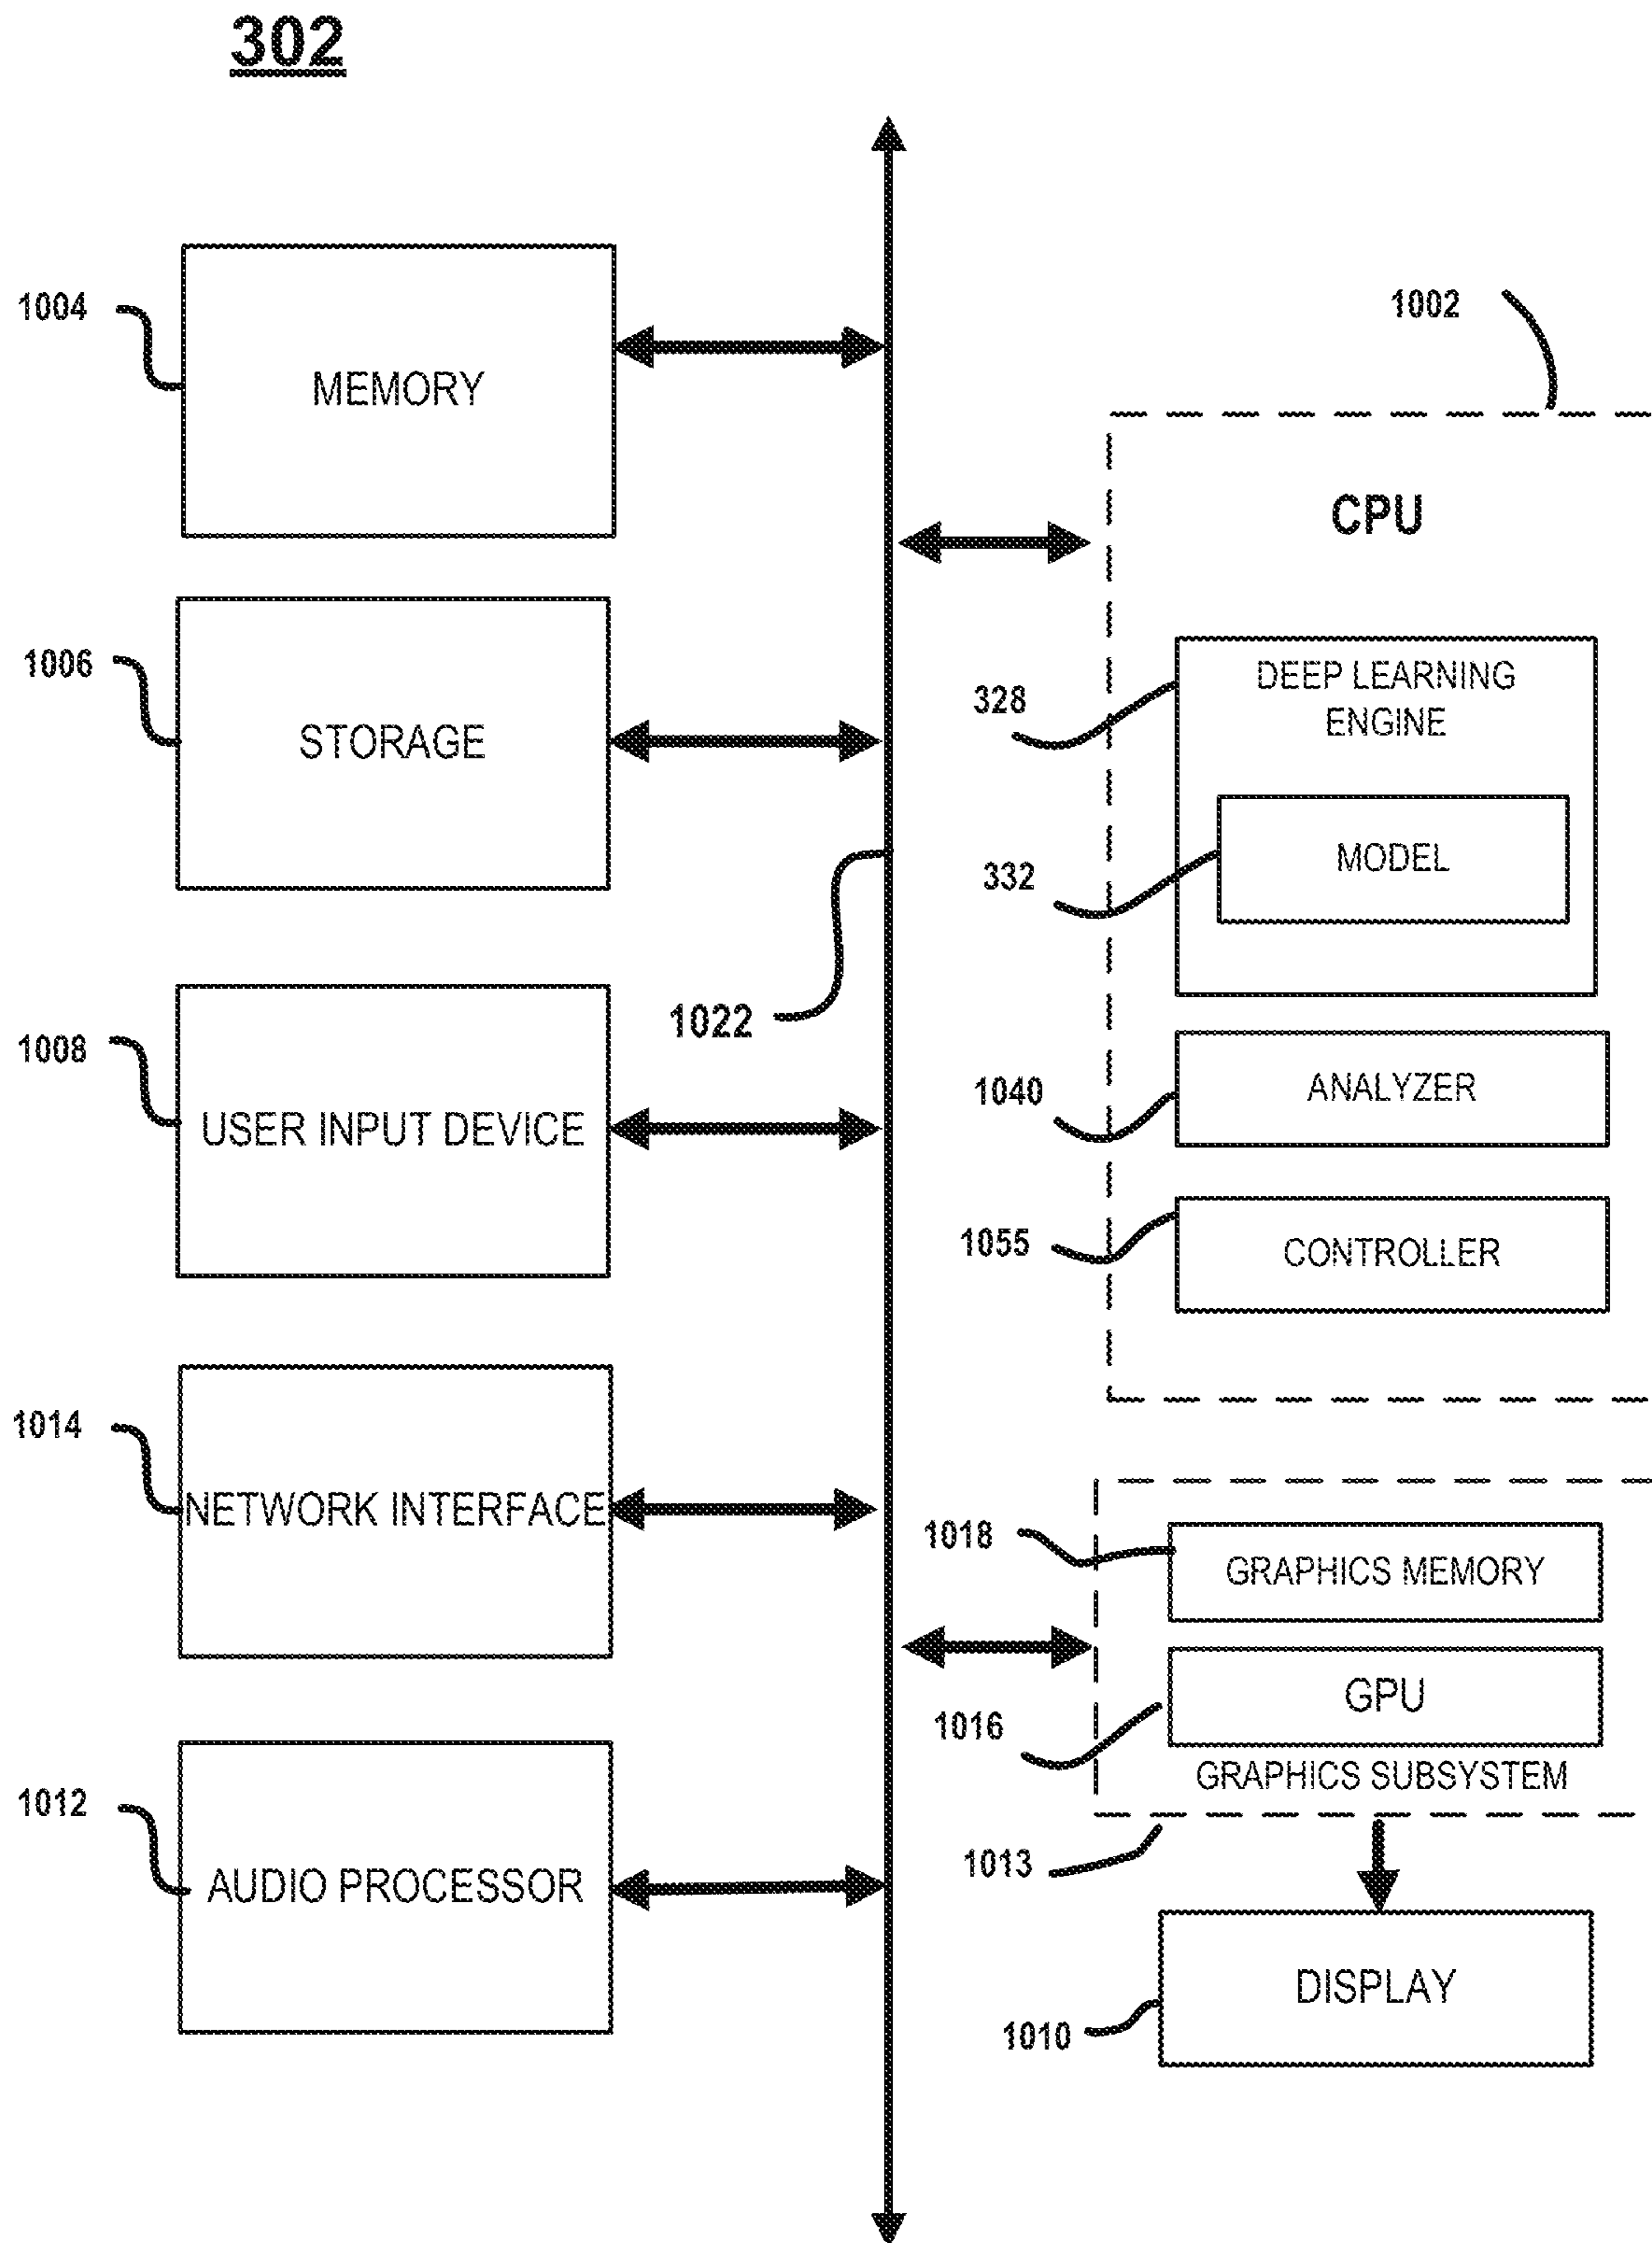 302
1004
MEMORY
1006
STORAGE
1008
USER INPUT DEVICE
1022
1014
NETWORK INTERFACE
1012
AUDIO PROCESSOR
1002
CPU
328
DEEP LEARNING
ENGINE
332
MODEL
1040
ANALYZER
1055
CONTROLLER
1018
GRAPHICS MEMORY
1016
GPU
GRAPHICS SUBSYSTEM
1013
DISPLAY
1010